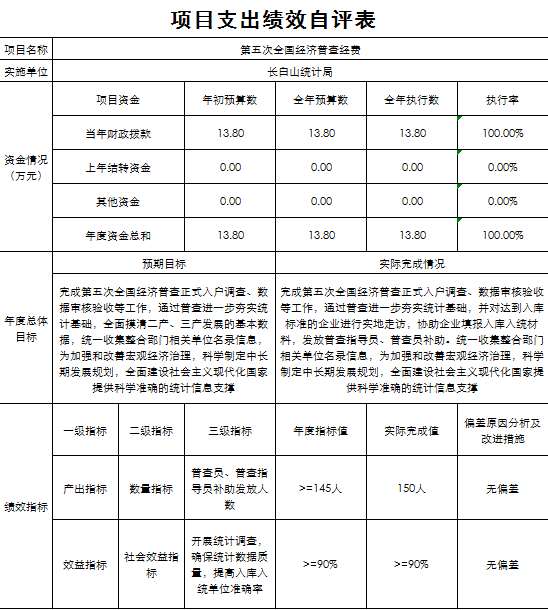 项目支出绩效自评表
项目名称 第五次全国经济普查经费
实施单位 长白山统计局
资金情况
（万元）
项目资金 年初预算数 全年预算数 全年执行数 执行率
当年财政拨款 13.80 13.80 13.80 100.00%
上年结转资金 0.00 0.00 0.00 0.00%
其他资金 0.00 0.00 0.00 0.00%
年度资金总和 13.80 13.80 13.80 100.00%
年度总体
目标
预期目标 实际完成情况
完成第五次全国经济普查正式入户调查、数
据审核验收等工作，通过普查进一步夯实统
计基础，全面摸清二产、三产发展的基本数
据，统一收集整合部门相关单位名录信息，
为加强和改善宏观经济治理，科学制定中长
期发展规划，全面建设社会主义现代化国家
提供科学准确的统计信息支撑
完成第五次全国经济普查正式入户调查、数据审核验收
等工作，通过普查进一步夯实统计基础，并对达到入库
标准的企业进行实地走访，协助企业填报入库入统材
料，发放普查指导员、普查员补助。统一收集整合部门
相关单位名录信息，为加强和改善宏观经济治理，科学
制定中长期发展规划，全面建设社会主义现代化国家提
供科学准确的统计信息支撑
绩效指标
一级指标 二级指标 三级指标 年度指标值 实际完成值 偏差原因分析及
改进措施
产出指标 数量指标 普查员、普查指
导员补助发放人
数
>=145人 150人 无偏差
效益指标 社会效益指
标
开展统计调查，
确保统计数据质
量，提高入库入
统单位准确率
>=90% >=90% 无偏差